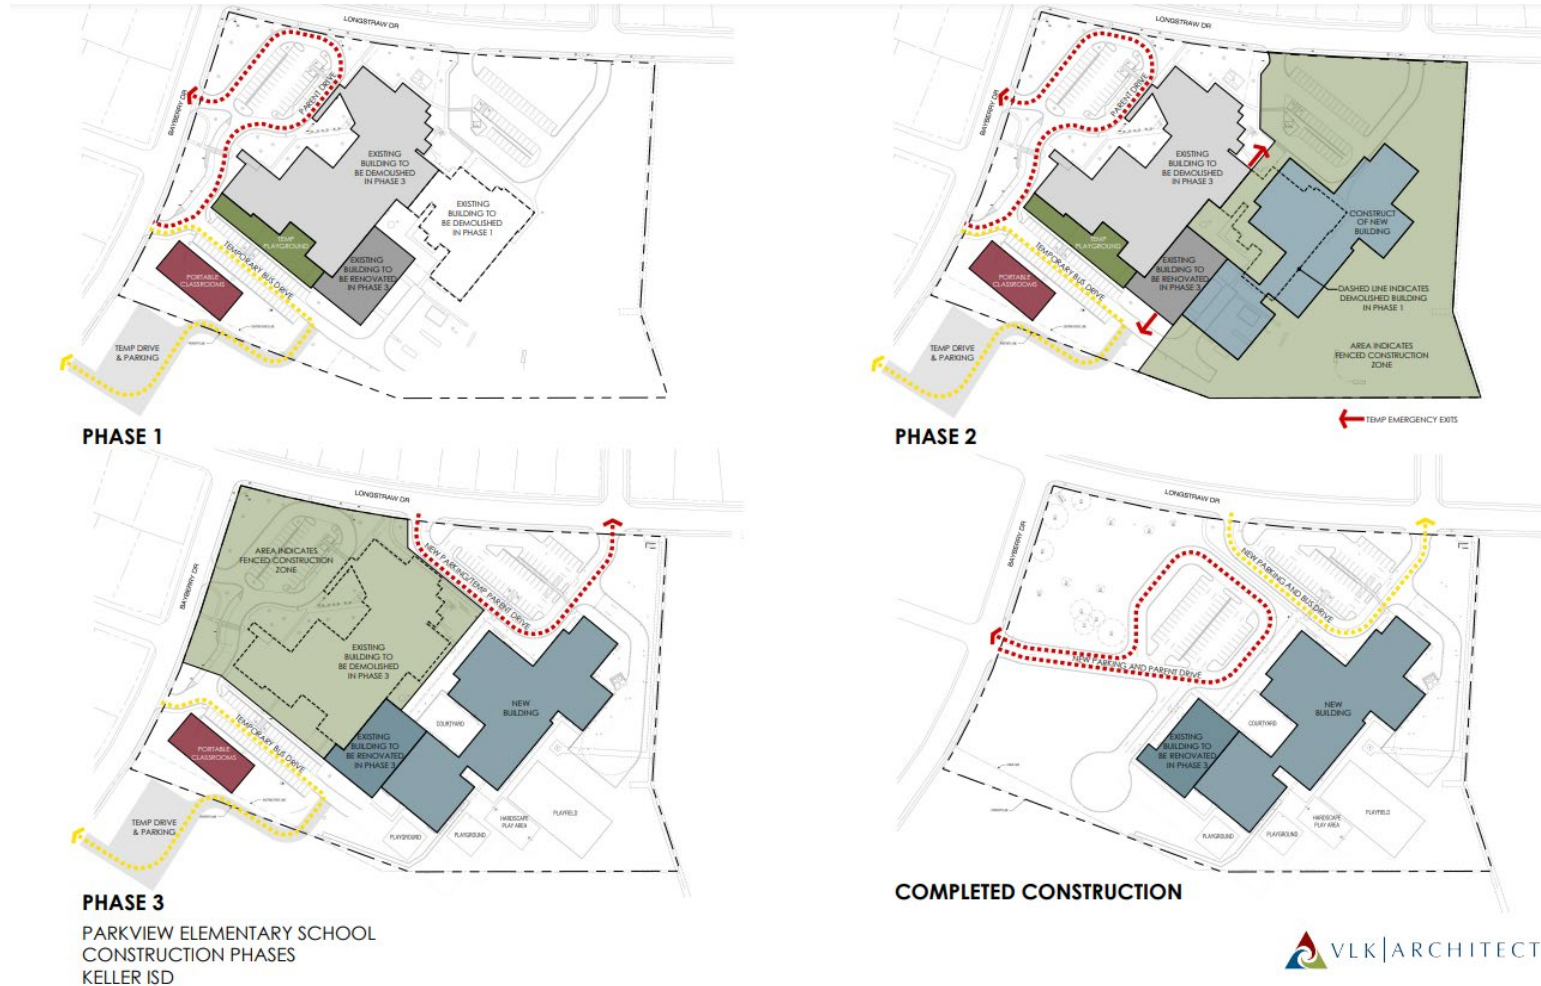 LONGSTRAW DR
BAYBERRY DR
PARENT DRIVE
EXISTING
BUILDING TO
BE DEMOLISHED
IN PHASE 3
EXISTING
BUILDING TO
BE DEMOLISHED
IN PHASE 1
TEMP
PLAYGROUND
EXISTING
BUILDING TO
BE RENOVATED
IN PHASE 3
TEMPORARY BUS DRIVE
PORTABLE
CLASSROOMS
TEMP DRIVE
& PARKING
PHASE 1
LONGSTRAW DR
BAYBERRY DR
PARENT DRIVE
EXISTING
BUILDING TO
BE DEMOLISHED
IN PHASE 3
CONSTRUCT
OF NEW
BUILDING
TEMP
PLAYGROUND
EXISTING
BUILDING TO
BE RENOVATED
IN PHASE 3
TEMPORARY BUS DRIVE
PORTABLE
CLASSROOMS
DASHED LINE INDICATES
DEMOLISHED BUILDING
IN PHASE 1
AREA INDICATES
FENCED CONSTRUCTION
ZONE
TEMP DRIVE
& PARKING
TEMP EMERGENCY EXITS
PHASE 2
LONGSTRAW DR
BAYBERRY DR
AREA INDICATES
FENCED CONSTRUCTION
ZONE
NEW PARKING/TEMP PARENT DRIVE
EXISTING
BUILDING TO
BE DEMOLISHED
IN PHASE 3
NEW
BUILDING
COURTYARD
EXISTING
BUILDING TO
BE RENOVATED
IN PHASE 3
TEMPORARY BUS DRIVE
PORTABLE
CLASSROOMS
TEMP DRIVE
& PARKING
PLAYGROUND
PLAYGROUND
HARDSCAPE
PLAY AREA
PLAYFIELD
PHASE 3
LONGSTRAW DR
BAYBERRY DR
NEW PARKING AND BUS DRIVE
NEW PARKING AND PARENT DRIVE
NEW
BUILDING
COURTYARD
EXISTING
BUILDING TO
BE RENOVATED
IN PHASE 3
PLAYGROUND
PLAYGROUND
HARDSCAPE
PLAY AREA
PLAYFIELD
COMPLETED CONSTRUCTION
PARKVIEW ELEMENTARY SCHOOL
CONSTRUCTION PHASES
KELLER ISD
VLK|ARCHITECT